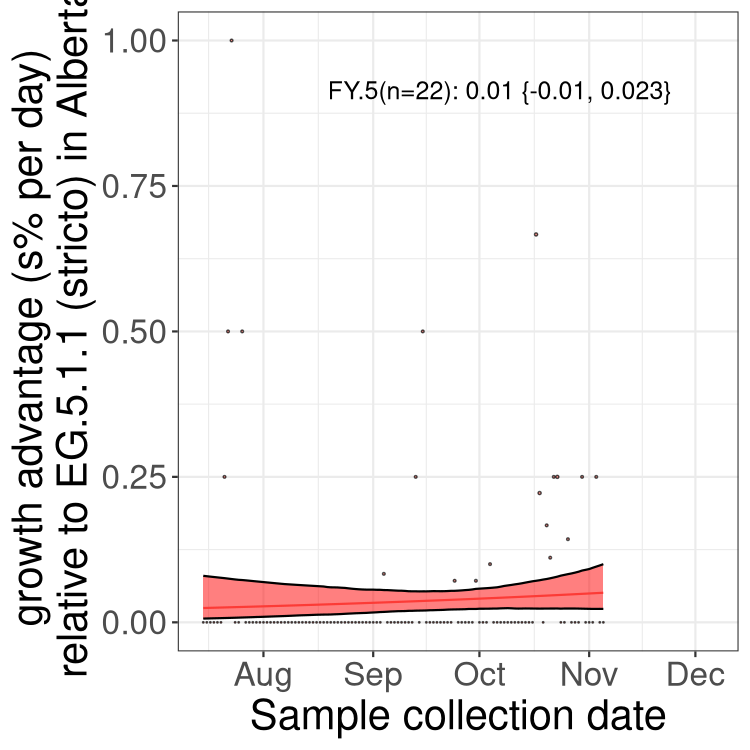 growth advantage (s% per day)
relative to EG.5.1.1 (stricto) in Alberta
1.00
0.75
0.50
0.25
0.00
FY.5(n=22): 0.01 {-0.01, 0.023}
Aug Sep Oct Nov Dec
Sample collection date